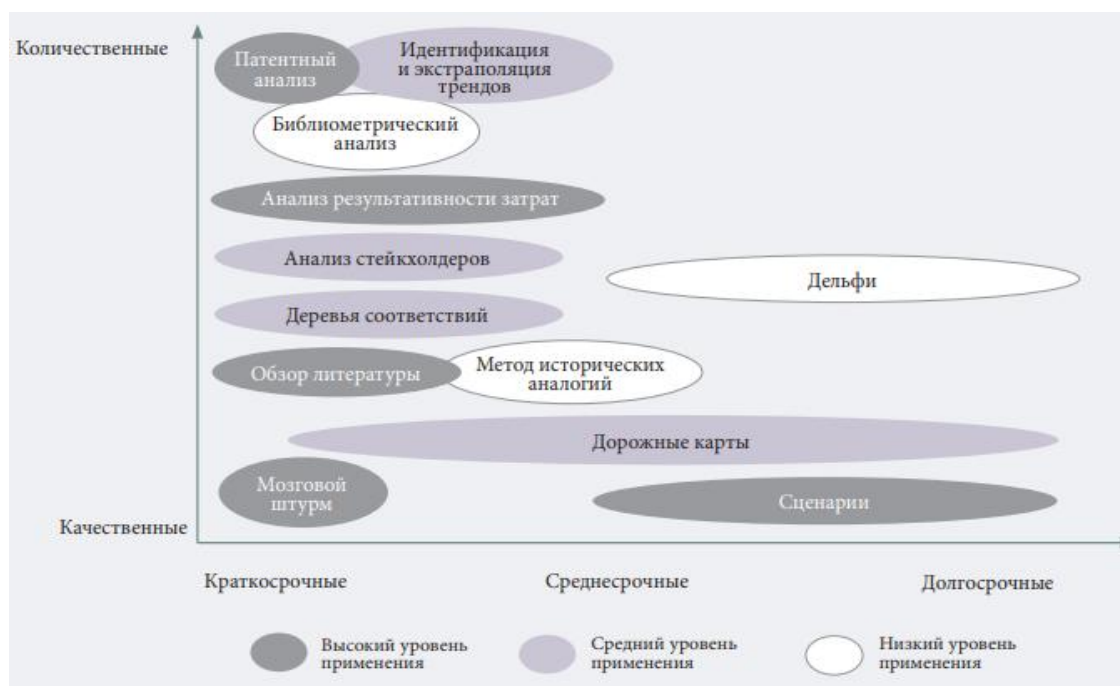 Количественные
Патентный
анализ
Идентификация
и экстраполяция
трендов
Библиометрический
анализ
Анализ результативности затрат
Анализ стейкхолдеров
Дельфи
Деревья соответствий
Обзор литературы
Метод исторических
аналогий
Дорожные карты
Мозговой
штурм
Сценарии
Качественные
Краткосрочные
Среднесрочные
Долгосрочные
Высокий уровень
применения
Средний уровень
применения
Низкий уровень
применения